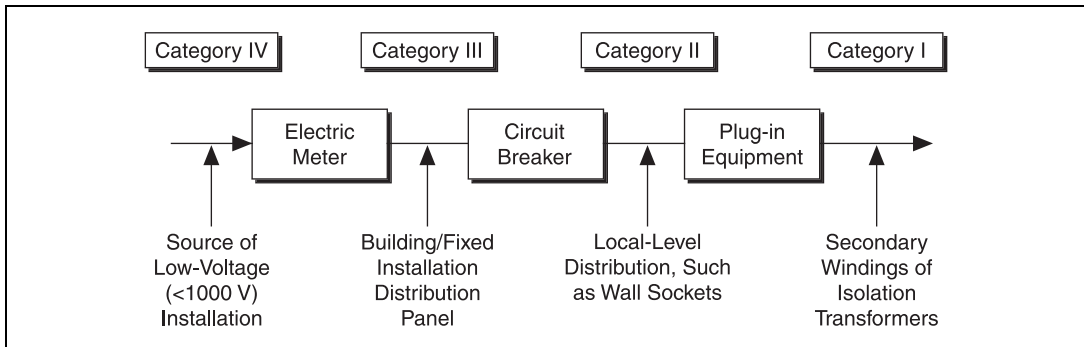 Category IV
Category III
Category II
Category I
Electric
Meter
Circuit
Breaker
Plug-in
Equipment
Source of
Low-Voltage
(<1000 V)
Installation
Building/Fixed
Installation
Distribution
Panel
Local-Level
Distribution, Such
as Wall Sockets
Secondary
Windings of
Isolation
Transformers